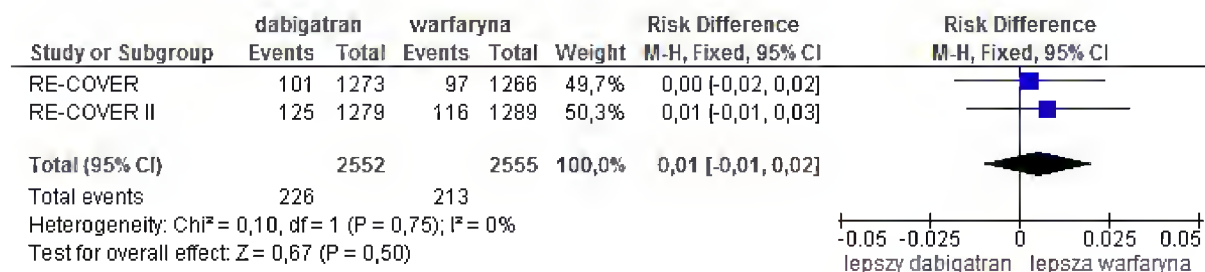 dabigatran warfaryna Risk Difference Risk Difference
Study or Subgroup Events Total Events Total Weight M-H, Fixed, 95% CI M-H, Fixed, 95% CI
RE-COVER 101 1273 97 1266 49,7% 0,00 [-0,02, 0,02]
RE-COVER II 125 1279 116 1289 50,3% 0,01 [-0,01, 0,03]
Total (95% CI) 2552 2555 100,0% 0,01 [-0,01, 0,02]
Total events 226 213
Heterogeneity: Chi² = 0,10, df = 1 (P = 0,75); I² = 0%
Test for overall effect: Z = 0,67 (P = 0,50)
-0.05 -0.025 0 0.025 0.05
lepszy dabigatran lepsza warfaryna